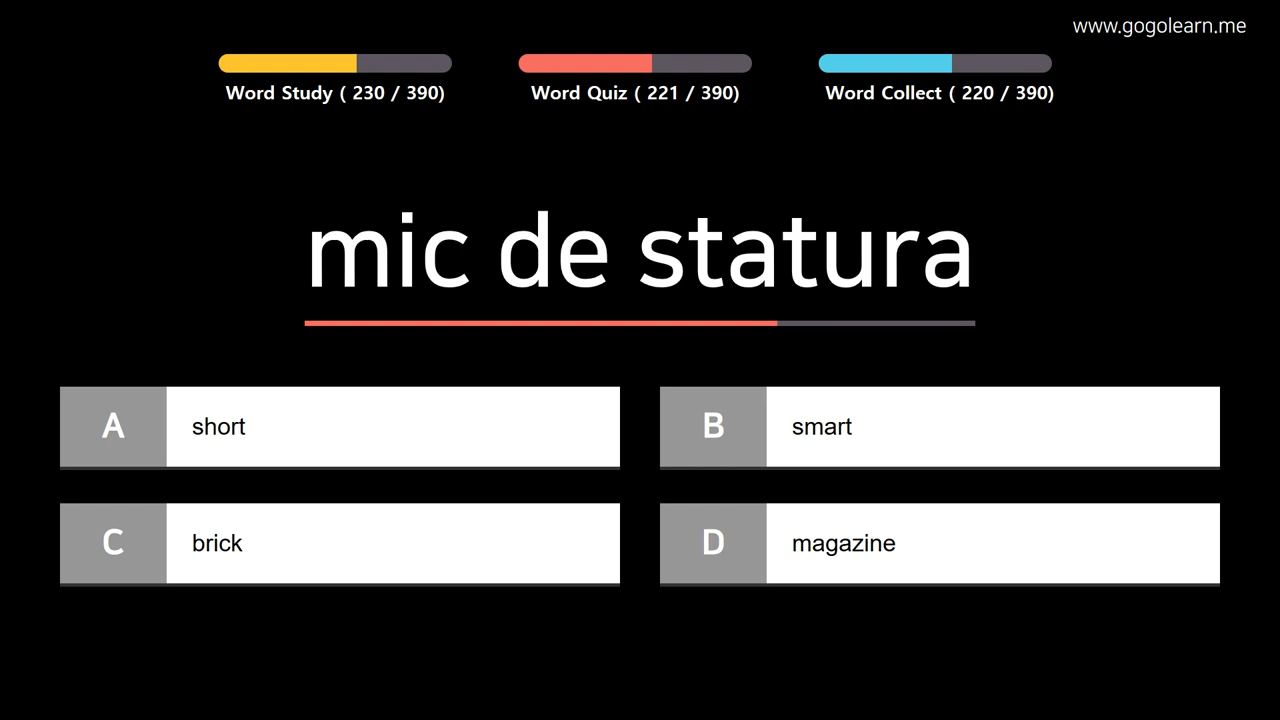 www.gogolearn.me
Word Study ( 230 / 390)
Word Quiz ( 221 / 390)
Word Collect ( 220 / 390)
mic de statura
A short
B smart
C brick
D magazine